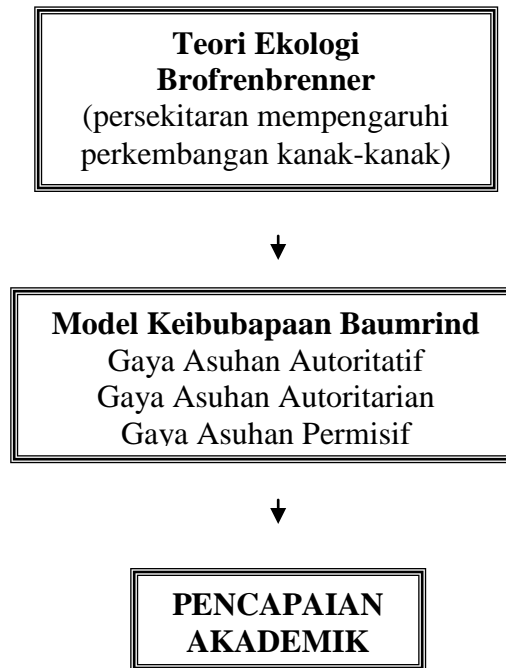 Teori Ekologi
Brofrenbrenner
(persekitaran mempengaruhi
perkembangan kanak-kanak)
Model Keibubapaan Baumrind
Gaya Asuhan Autoritatif
Gaya Asuhan Autoritarian
Gaya Asuhan Permisif
PENCAPAIAN
AKADEMIK